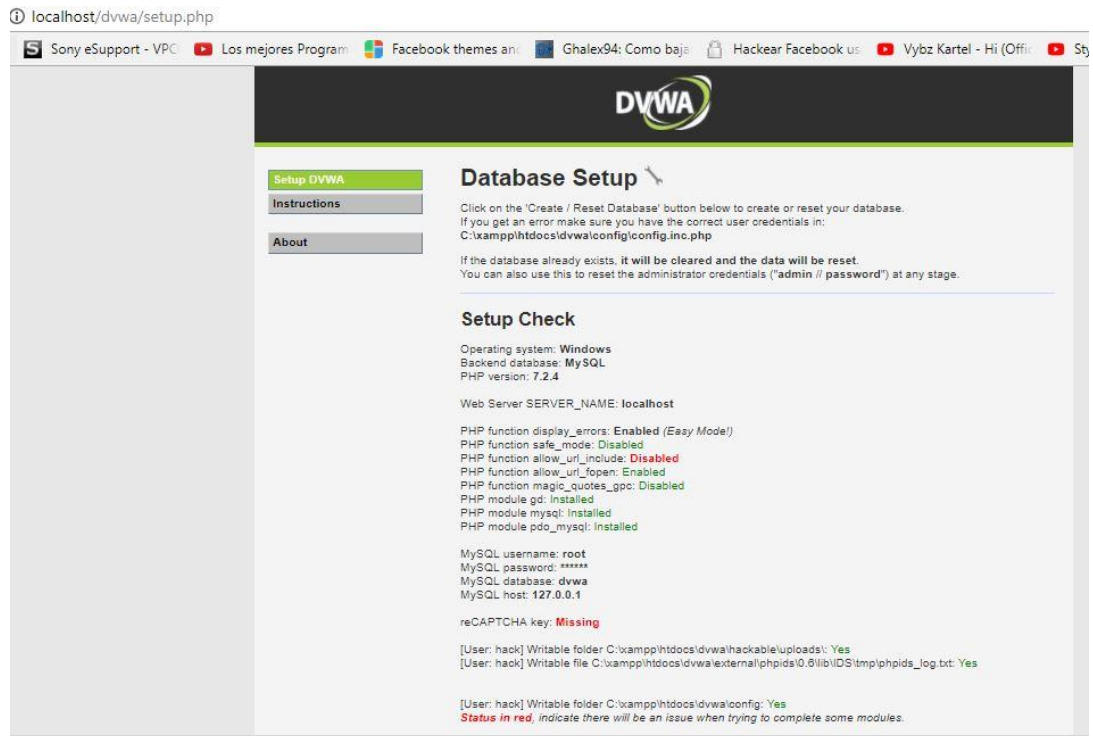 localhost/dvwa/setup.php
Sony eSupport - VPC Los mejores Program Facebook themes and Ghalex94: Como baja Hackear Facebook us Vybz Kartel - Hi (Offic Sty
DVWA
Setup DVWA
Instructions
About
Database Setup
Click on the 'Create / Reset Database' button below to create or reset your database.
If you get an error make sure you have the correct user credentials in:
C:\xampp\htdocs\dvwa\config\config.inc.php
If the database already exists, it will be cleared and the data will be reset.
You can also use this to reset the administrator credentials ("admin // password") at any stage.
Setup Check
Operating system: Windows
Backend database: MySQL
PHP version: 7.2.4
Web Server SERVER_NAME: localhost
PHP function display_errors: Enabled (Easy Mode!)
PHP function safe_mode: Disabled
PHP function allow_url_include: Disabled
PHP function allow_url_fopen: Enabled
PHP function magic_quotes_gpc: Disabled
PHP module gd: Installed
PHP module mysql: Installed
PHP module pdo_mysql: Installed
MySQL username: root
MySQL password: ******
MySQL database: dvwa
MySQL host: 127.0.0.1
reCAPTCHA key: Missing
[User: hack] Writable folder C:\xampp\htdocs\dvwa\hackable\uploads\: Yes
[User: hack] Writable file C:\xampp\htdocs\dvwa\external\phpids\0.6\lib\IDS\tmp\phpids_log.txt: Yes
[User: hack] Writable folder C:\xampp\htdocs\dvwa\config: Yes
Status in red, indicate there will be an issue when trying to complete some modules.